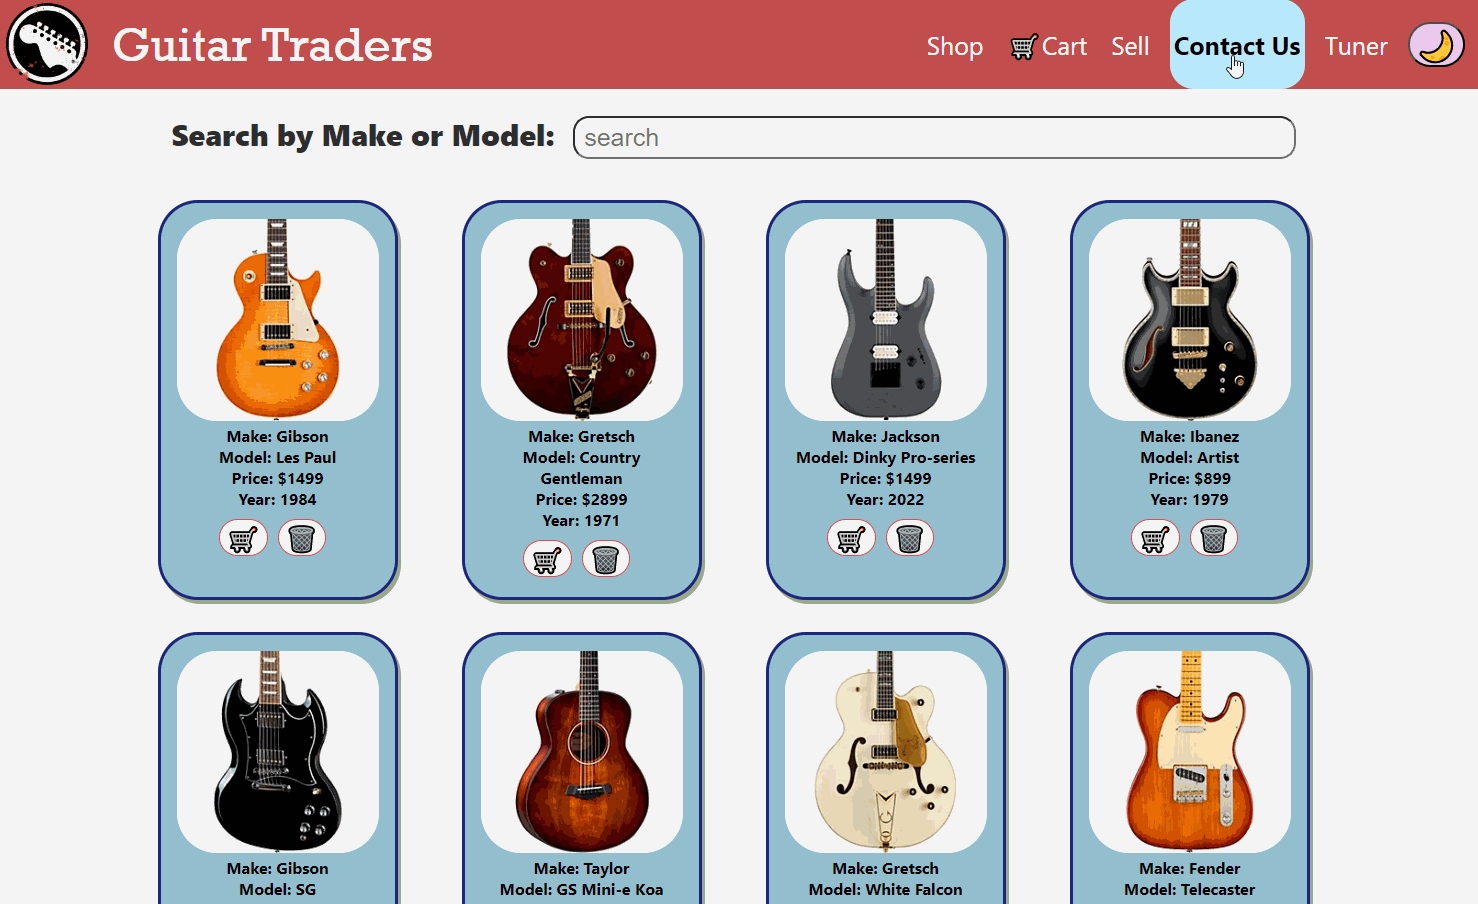 Guitar Traders
Shop
Cart
Sell
Contact Us
Tuner
Search by Make or Model:
search
Make: Gibson
Model: Les Paul
Price: $1499
Year: 1984
Make: Gretsch
Model: Country
Gentleman
Price: $2899
Year: 1971
Make: Jackson
Model: Dinky Pro-series
Price: $1499
Year: 2022
Make: Ibanez
Model: Artist
Price: $899
Year: 1979
Make: Gibson
Model: SG
Make: Taylor
Model: GS Mini-e Koa
Make: Gretsch
Model: White Falcon
Make: Fender
Model: Telecaster